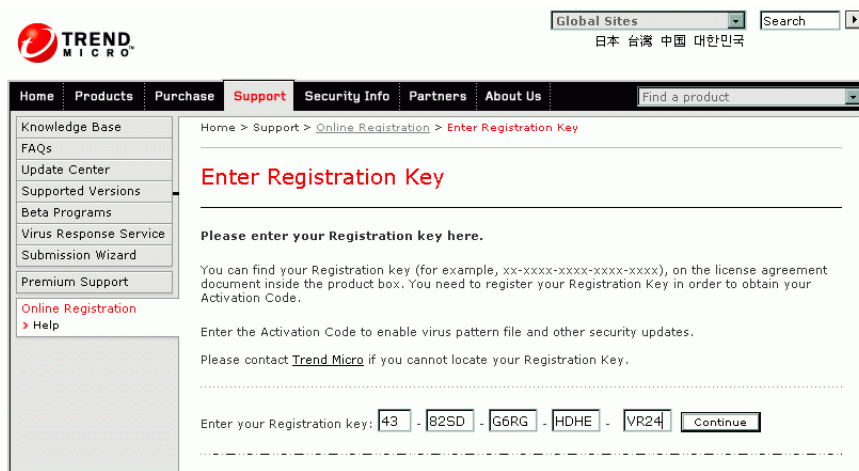 Global Sites
Search
TREND
MICRO™
日本 台灣 中国 대한민국
Home Products Purchase Support Security Info Partners About Us
Find a product
Knowledge Base
FAQs
Update Center
Supported Versions
Beta Programs
Virus Response Service
Submission Wizard
Premium Support
Online Registration
> Help
Home > Support > Online Registration > Enter Registration Key
Enter Registration Key
Please enter your Registration key here.
You can find your Registration key (for example, xx-xxxx-xxxx-xxxx-xxxx), on the license agreement
document inside the product box. You need to register your Registration Key in order to obtain your
Activation Code.
Enter the Activation Code to enable virus pattern file and other security updates.
Please contact Trend Micro if you cannot locate your Registration Key.
Enter your Registration key: 43 - 82SD - G6RG - HDHE - VR24 Continue